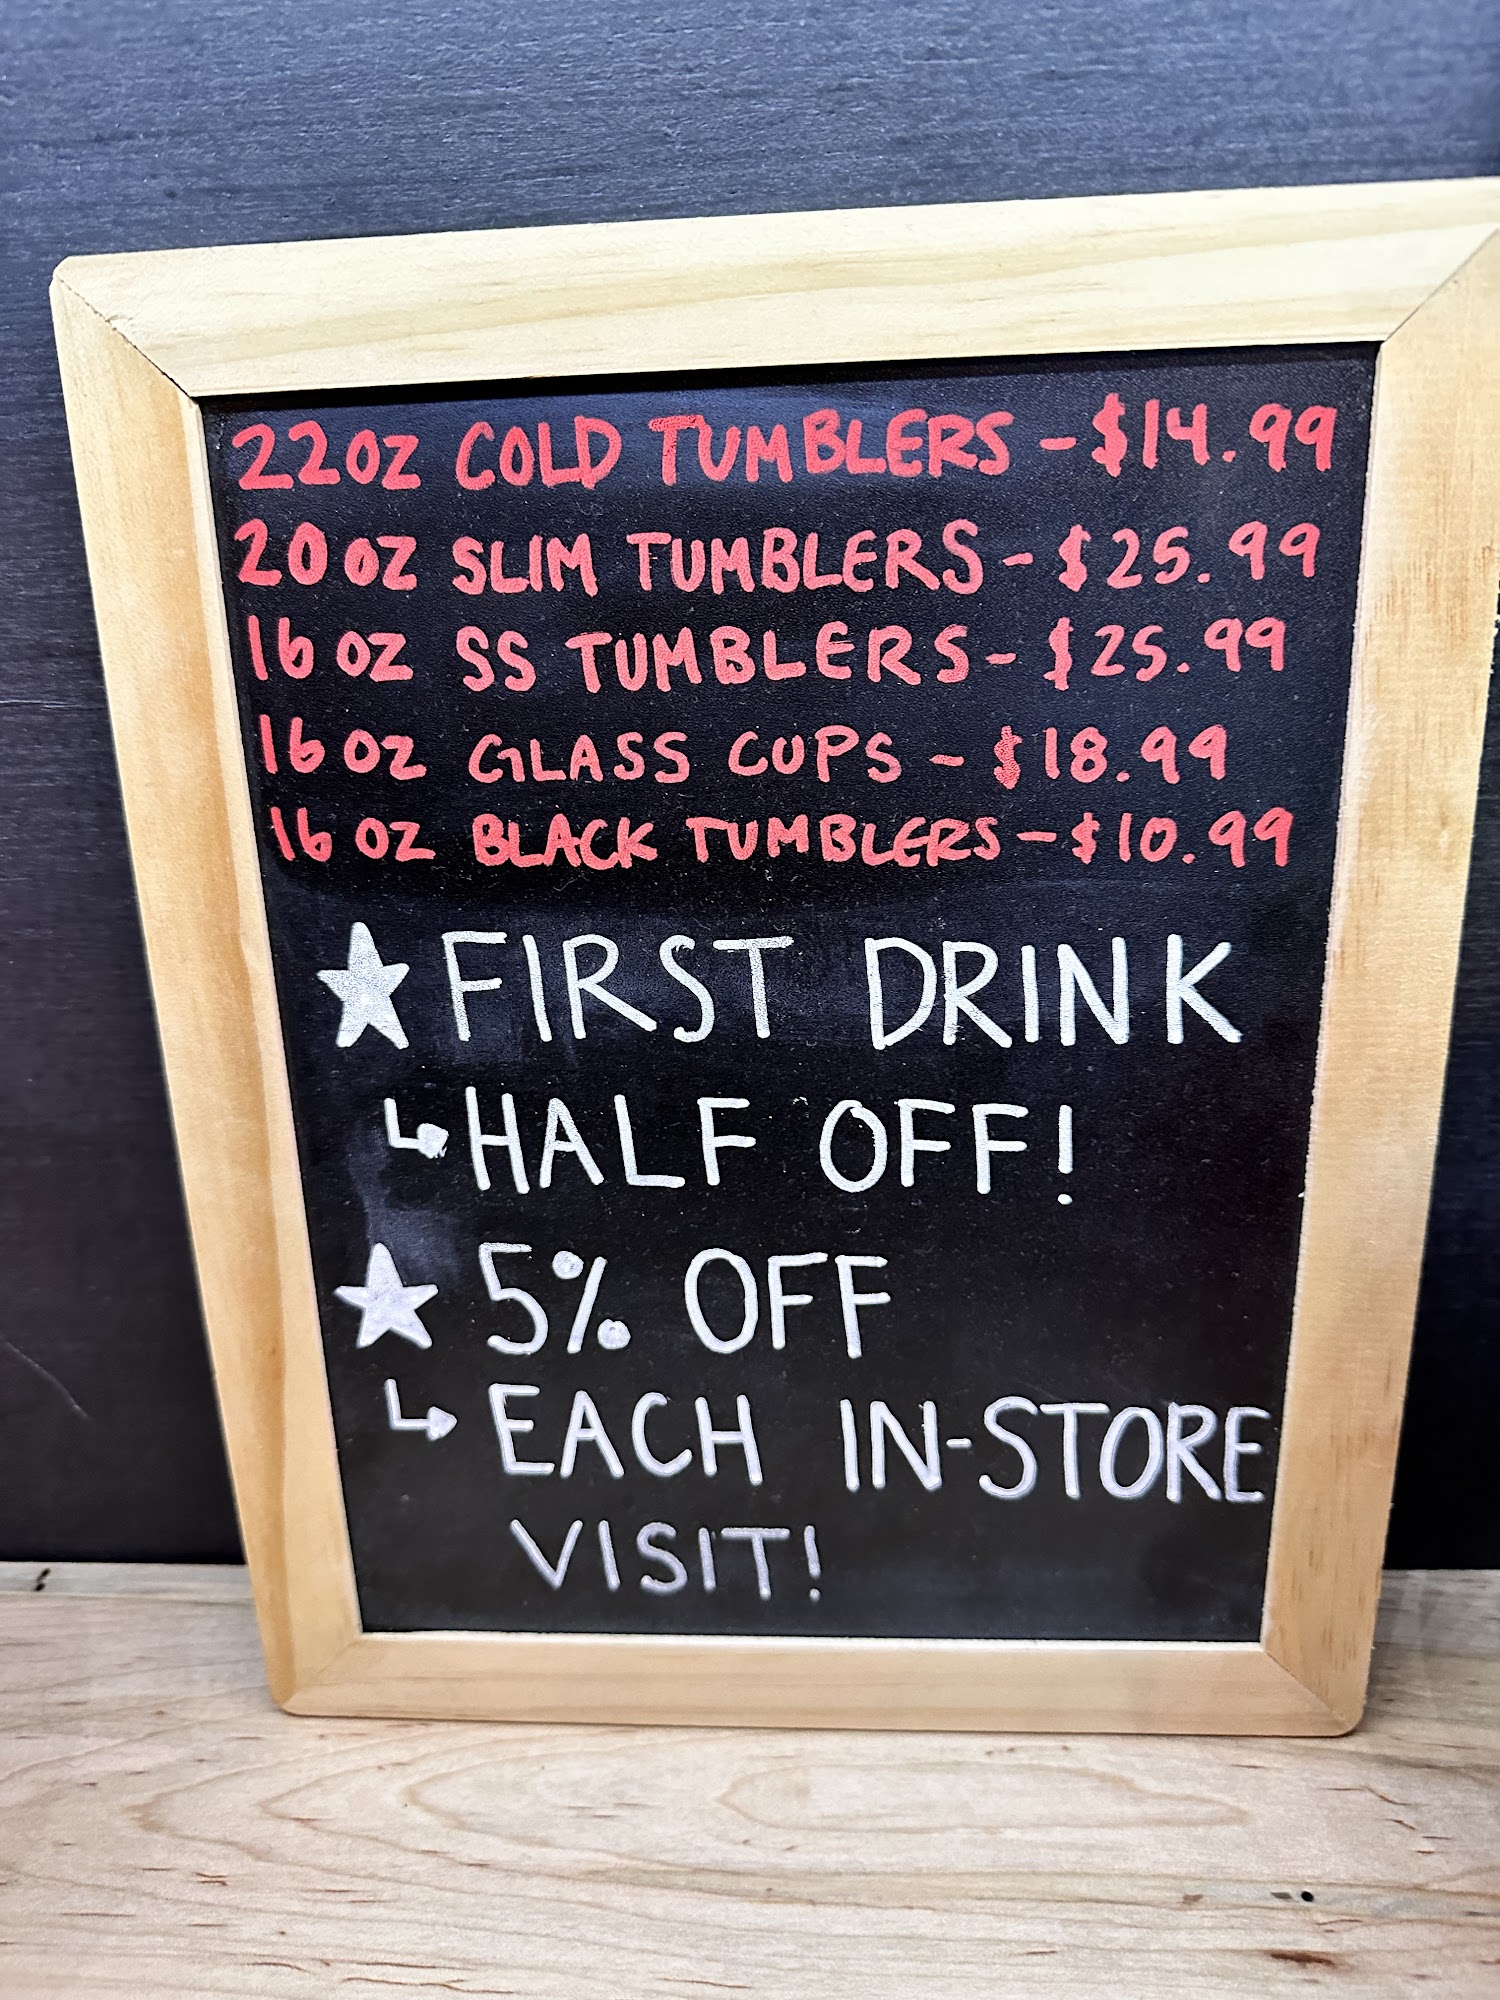 22oz COLD TUMBLERS - $14.99
20oz SLIM TUMBLERS - $25.99
16oz SS TUMBLERS - $25.99
16oz GLASS CUPS - $18.99
16oz BLACK TUMBLERS - $10.99
★ FIRST DRINK
↳ HALF OFF!
★ 5% OFF
↳ EACH IN-STORE
VISIT!